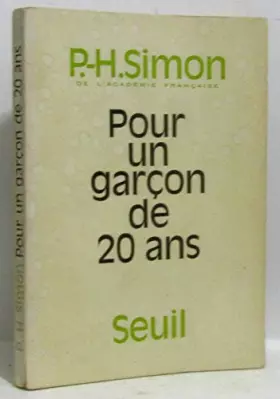 P.-H. Simon
DE L'ACADÉMIE FRANÇAISE
Pour
un
garçon
de
20 ans
Seuil
P. H. Simon Pour un garçon de 20 ans